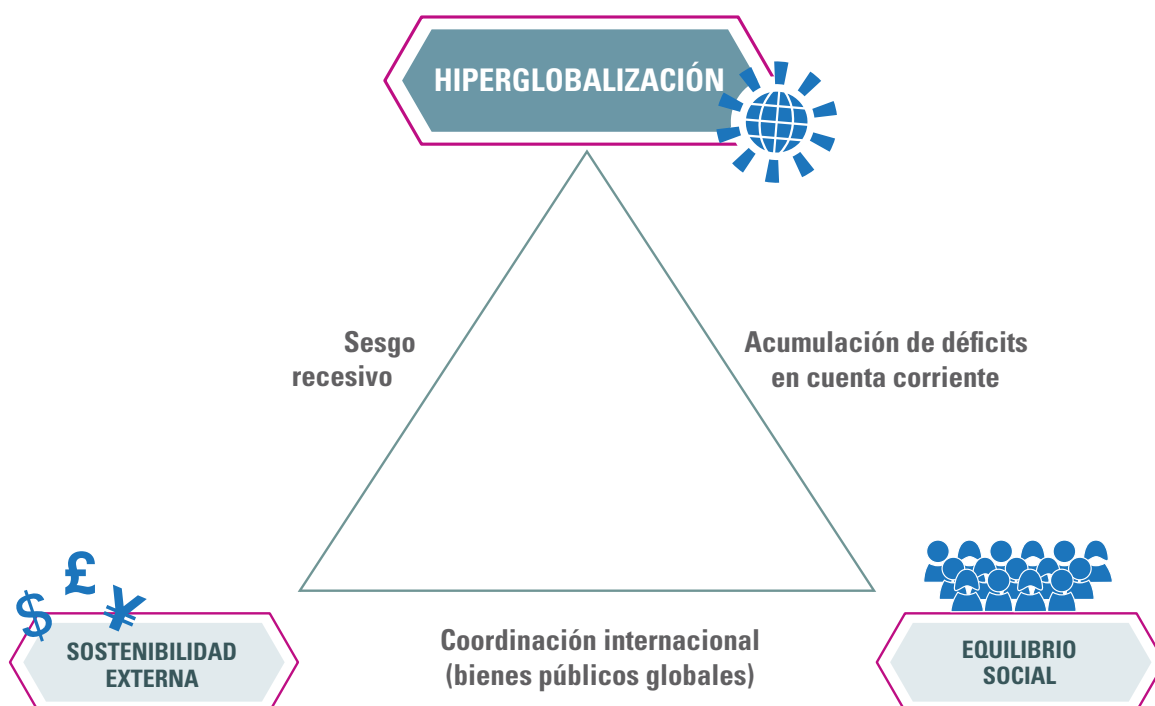 HIPERGLOBALIZACIÓN
Sesgo
recesivo
Acumulación de déficits
en cuenta corriente
$ £ ¥
SOSTENIBILIDAD
EXTERNA
Coordinación internacional
(bienes públicos globales)
EQUILIBRIO
SOCIAL